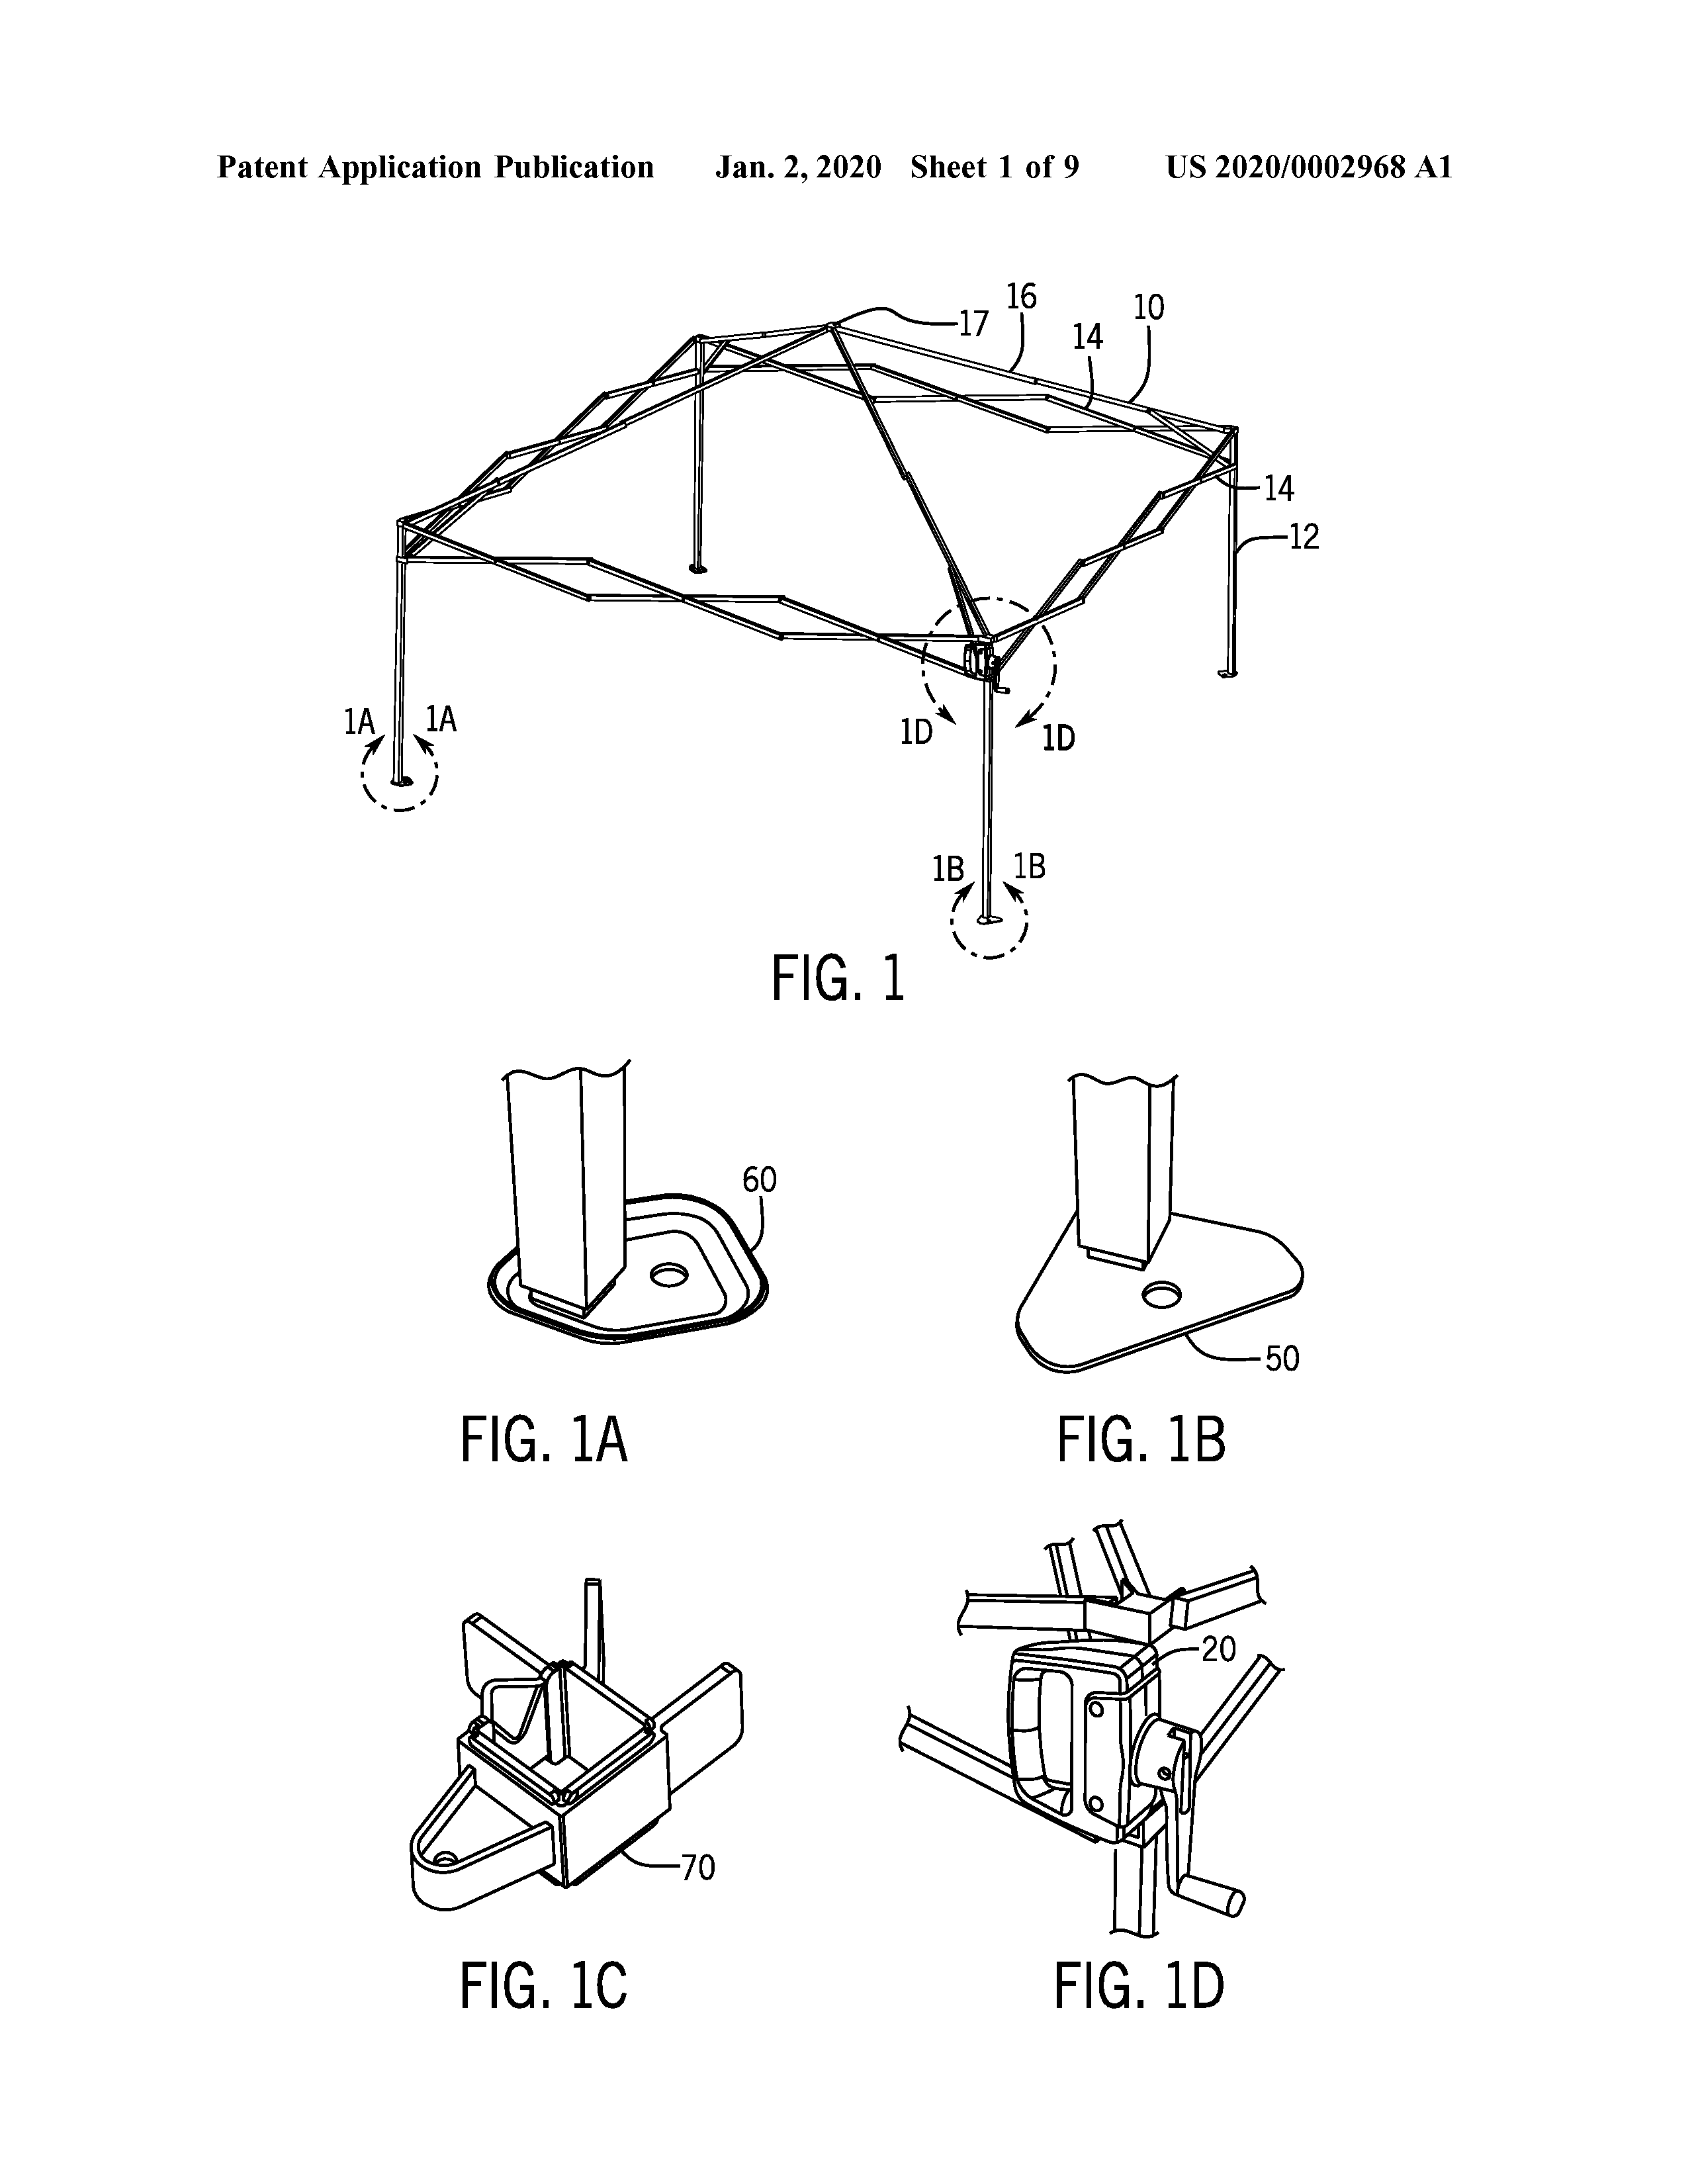 Patent Application Publication Jan. 2, 2020 Sheet 1 of 9 US 2020/0002968 A1
16
10
17
14
14
12
1A 1A
1D 1D
1B 1B
FIG. 1
60
50
FIG. 1A FIG. 1B
20
70
FIG. 1C FIG. 1D